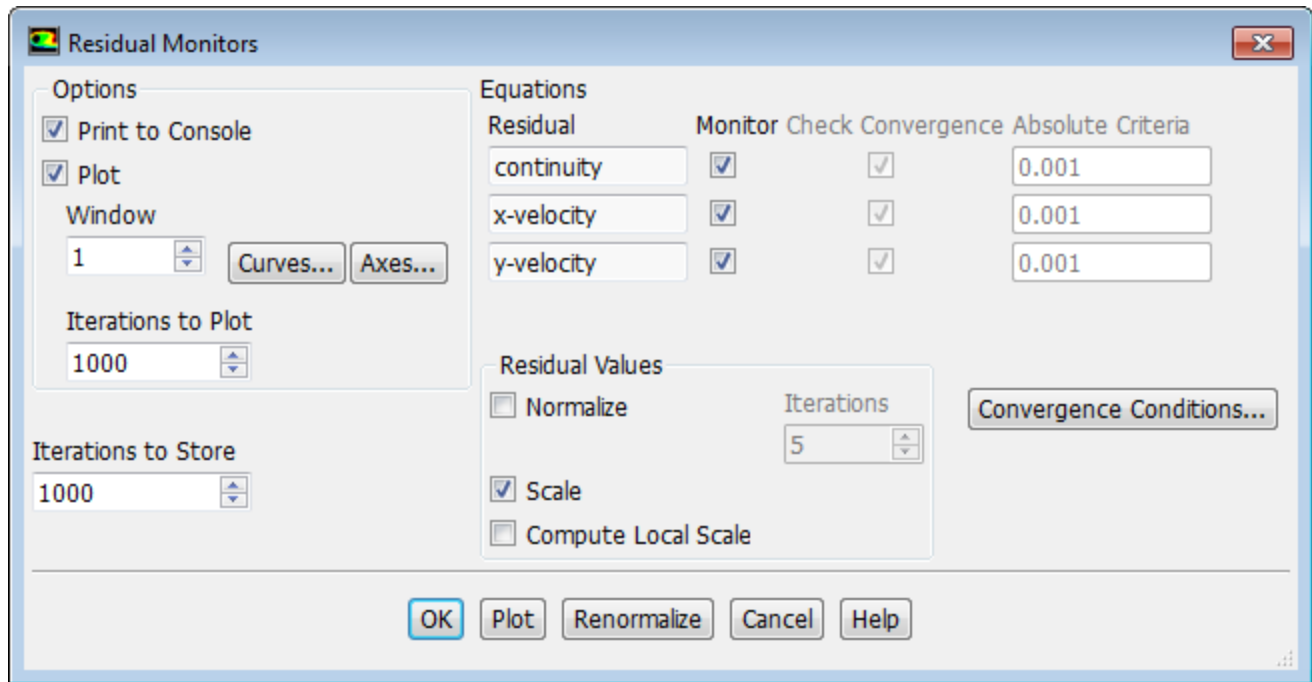 Residual Monitors
Options
Print to Console
Plot
Window
1
Curves...
Axes...
Iterations to Plot
1000
Iterations to Store
1000
Equations
Residual Monitor Check Convergence Absolute Criteria
continuity 0.001
x-velocity 0.001
y-velocity 0.001
Residual Values
Normalize
Iterations
5
Scale
Compute Local Scale
Convergence Conditions...
OK Plot Renormalize Cancel Help